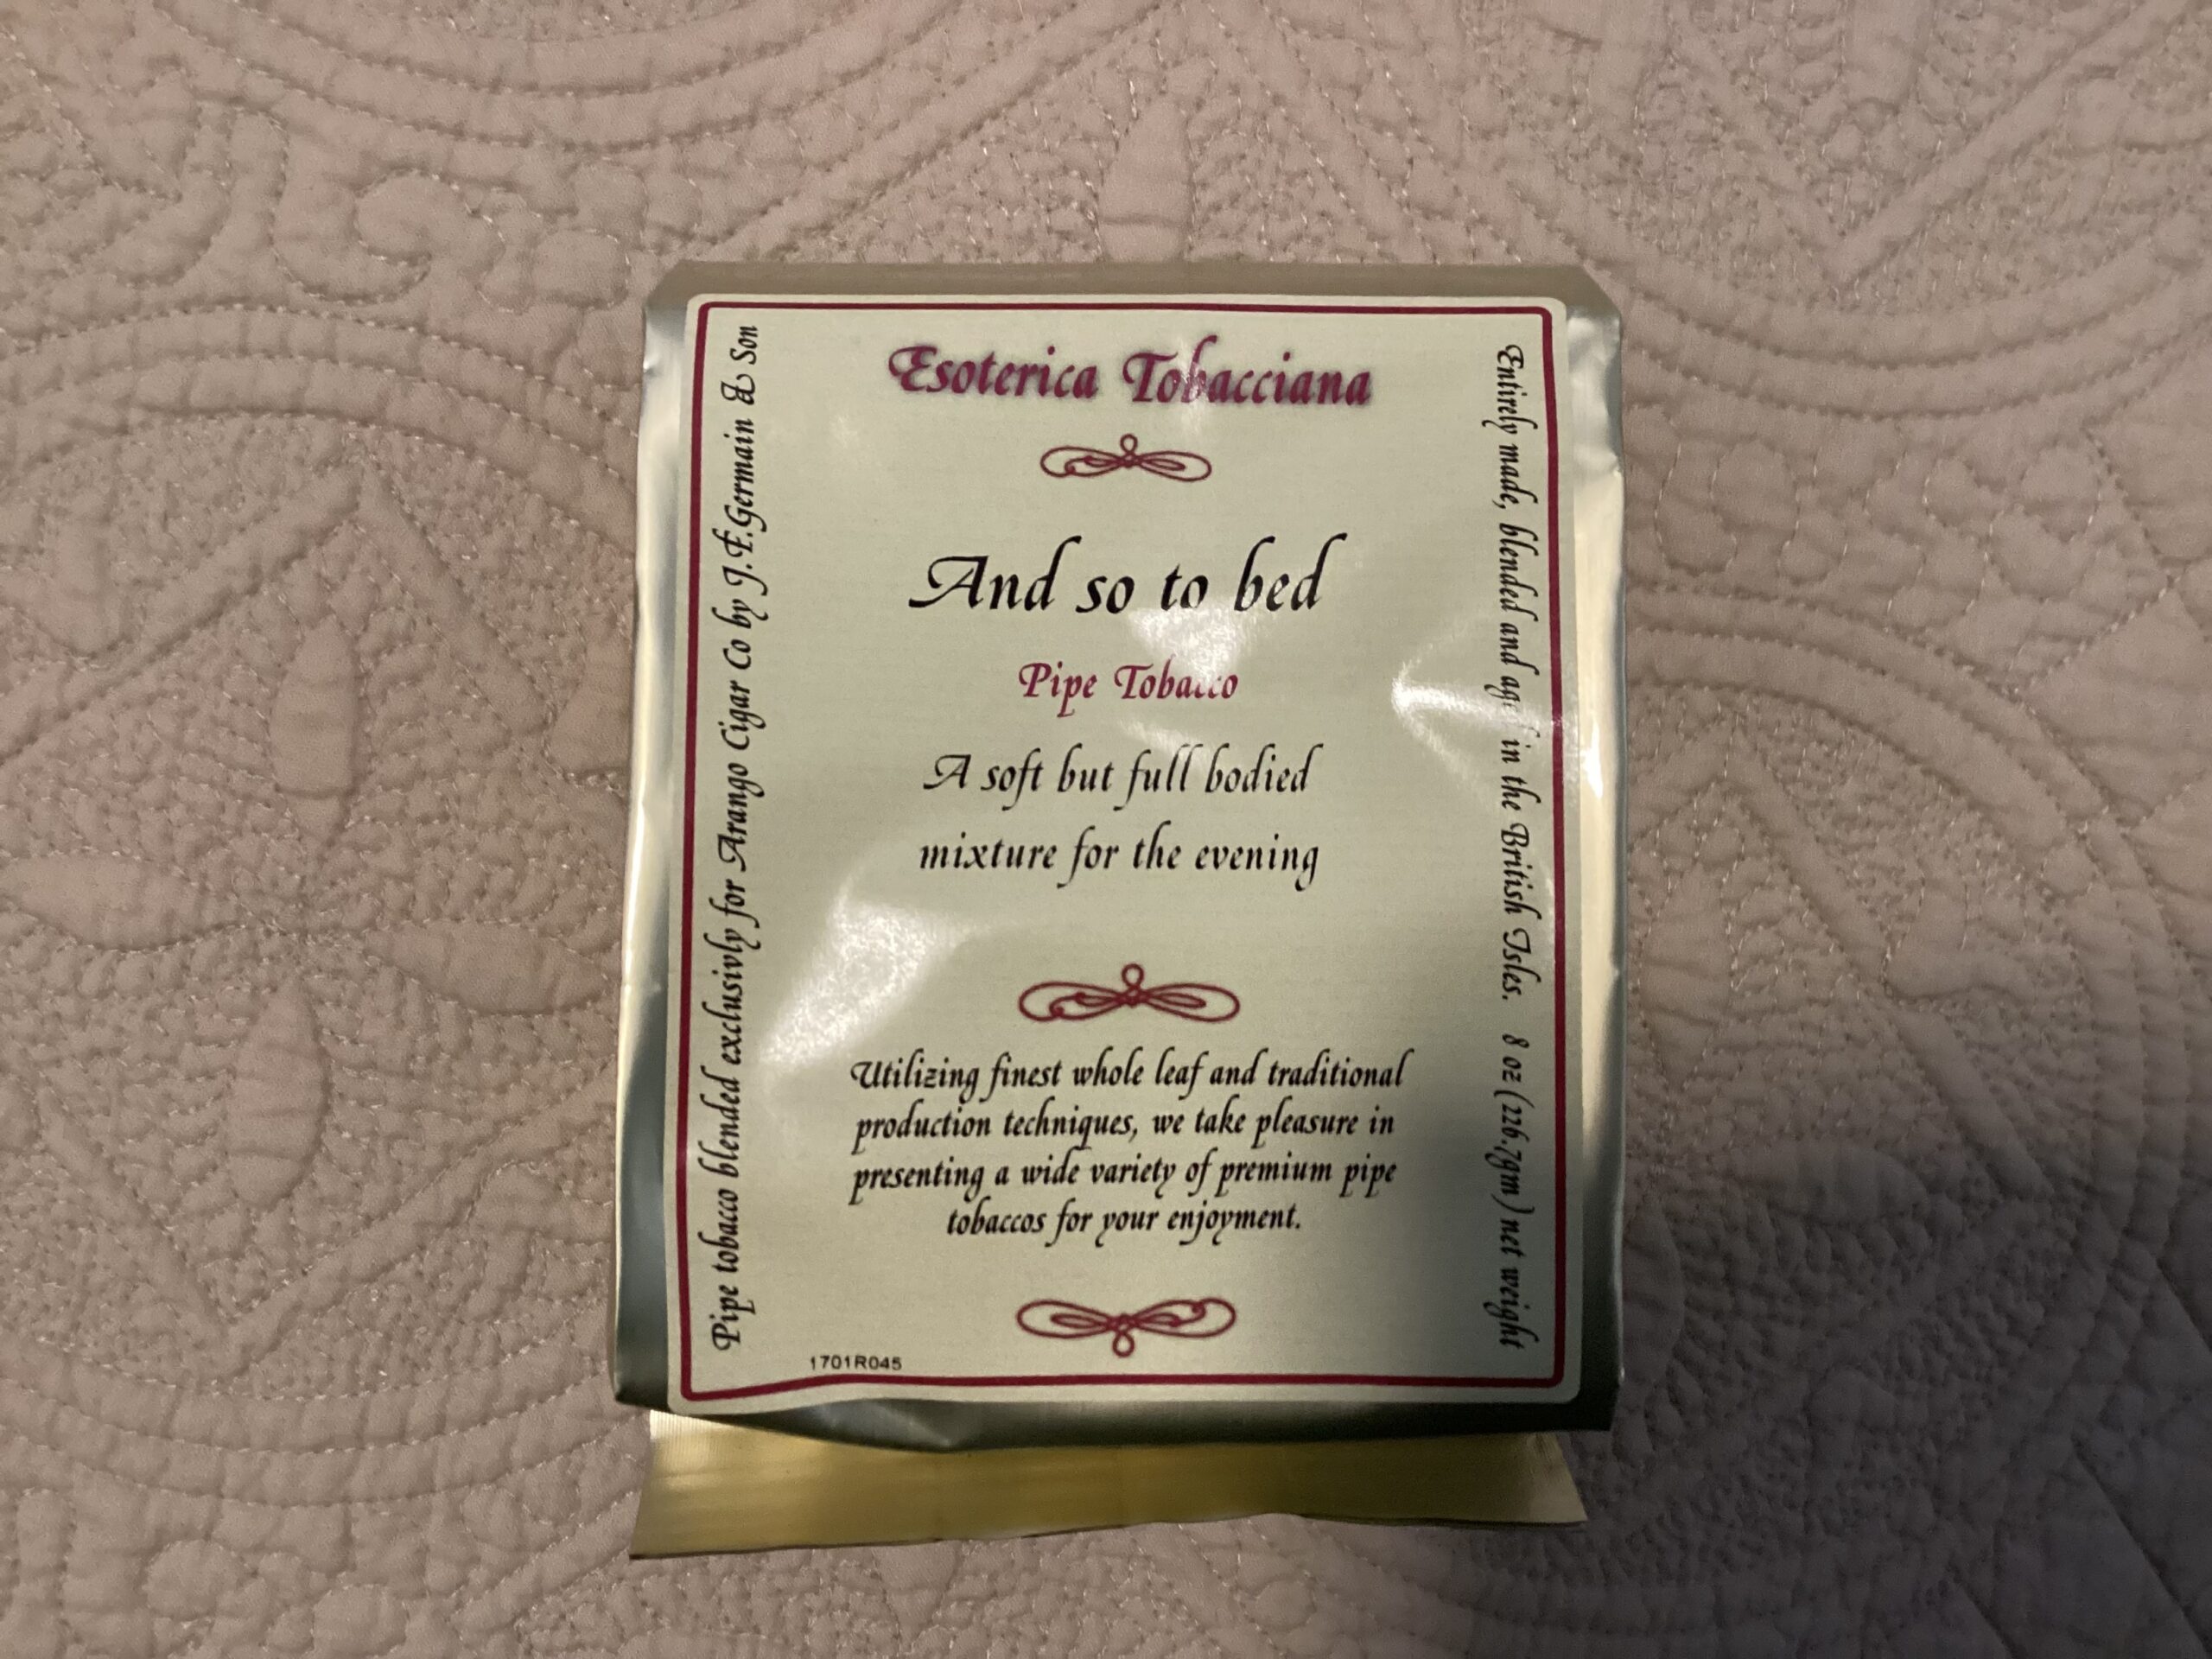 Esoterica Tobacciana
And so to bed
Pipe Tobacco
A soft but full bodied
mixture for the evening
Utilizing finest whole leaf and traditional
production techniques, we take pleasure in
presenting a wide variety of premium pipe
tobaccos for your enjoyment.
1701R045
Pipe tobacco blended exclusivly for Arango Cigar Co by J.F.Germain & Son
Entirely made, blended and aged in the British Isles. 8 oz (226.7gm) net weight